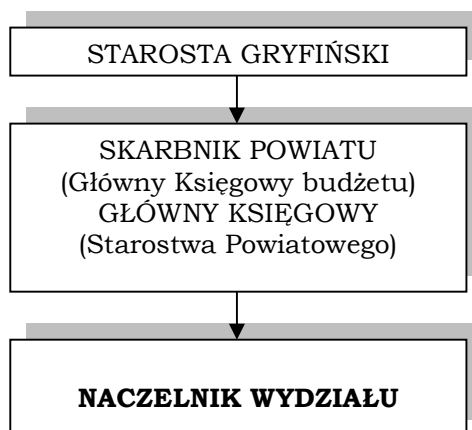 STAROSTA GRYFIŃSKI
SKARBNIK POWIATU
(Główny Księgowy budżetu)
GŁÓWNY KSIĘGOWY
(Starostwa Powiatowego)
NACZELNIK WYDZIAŁU